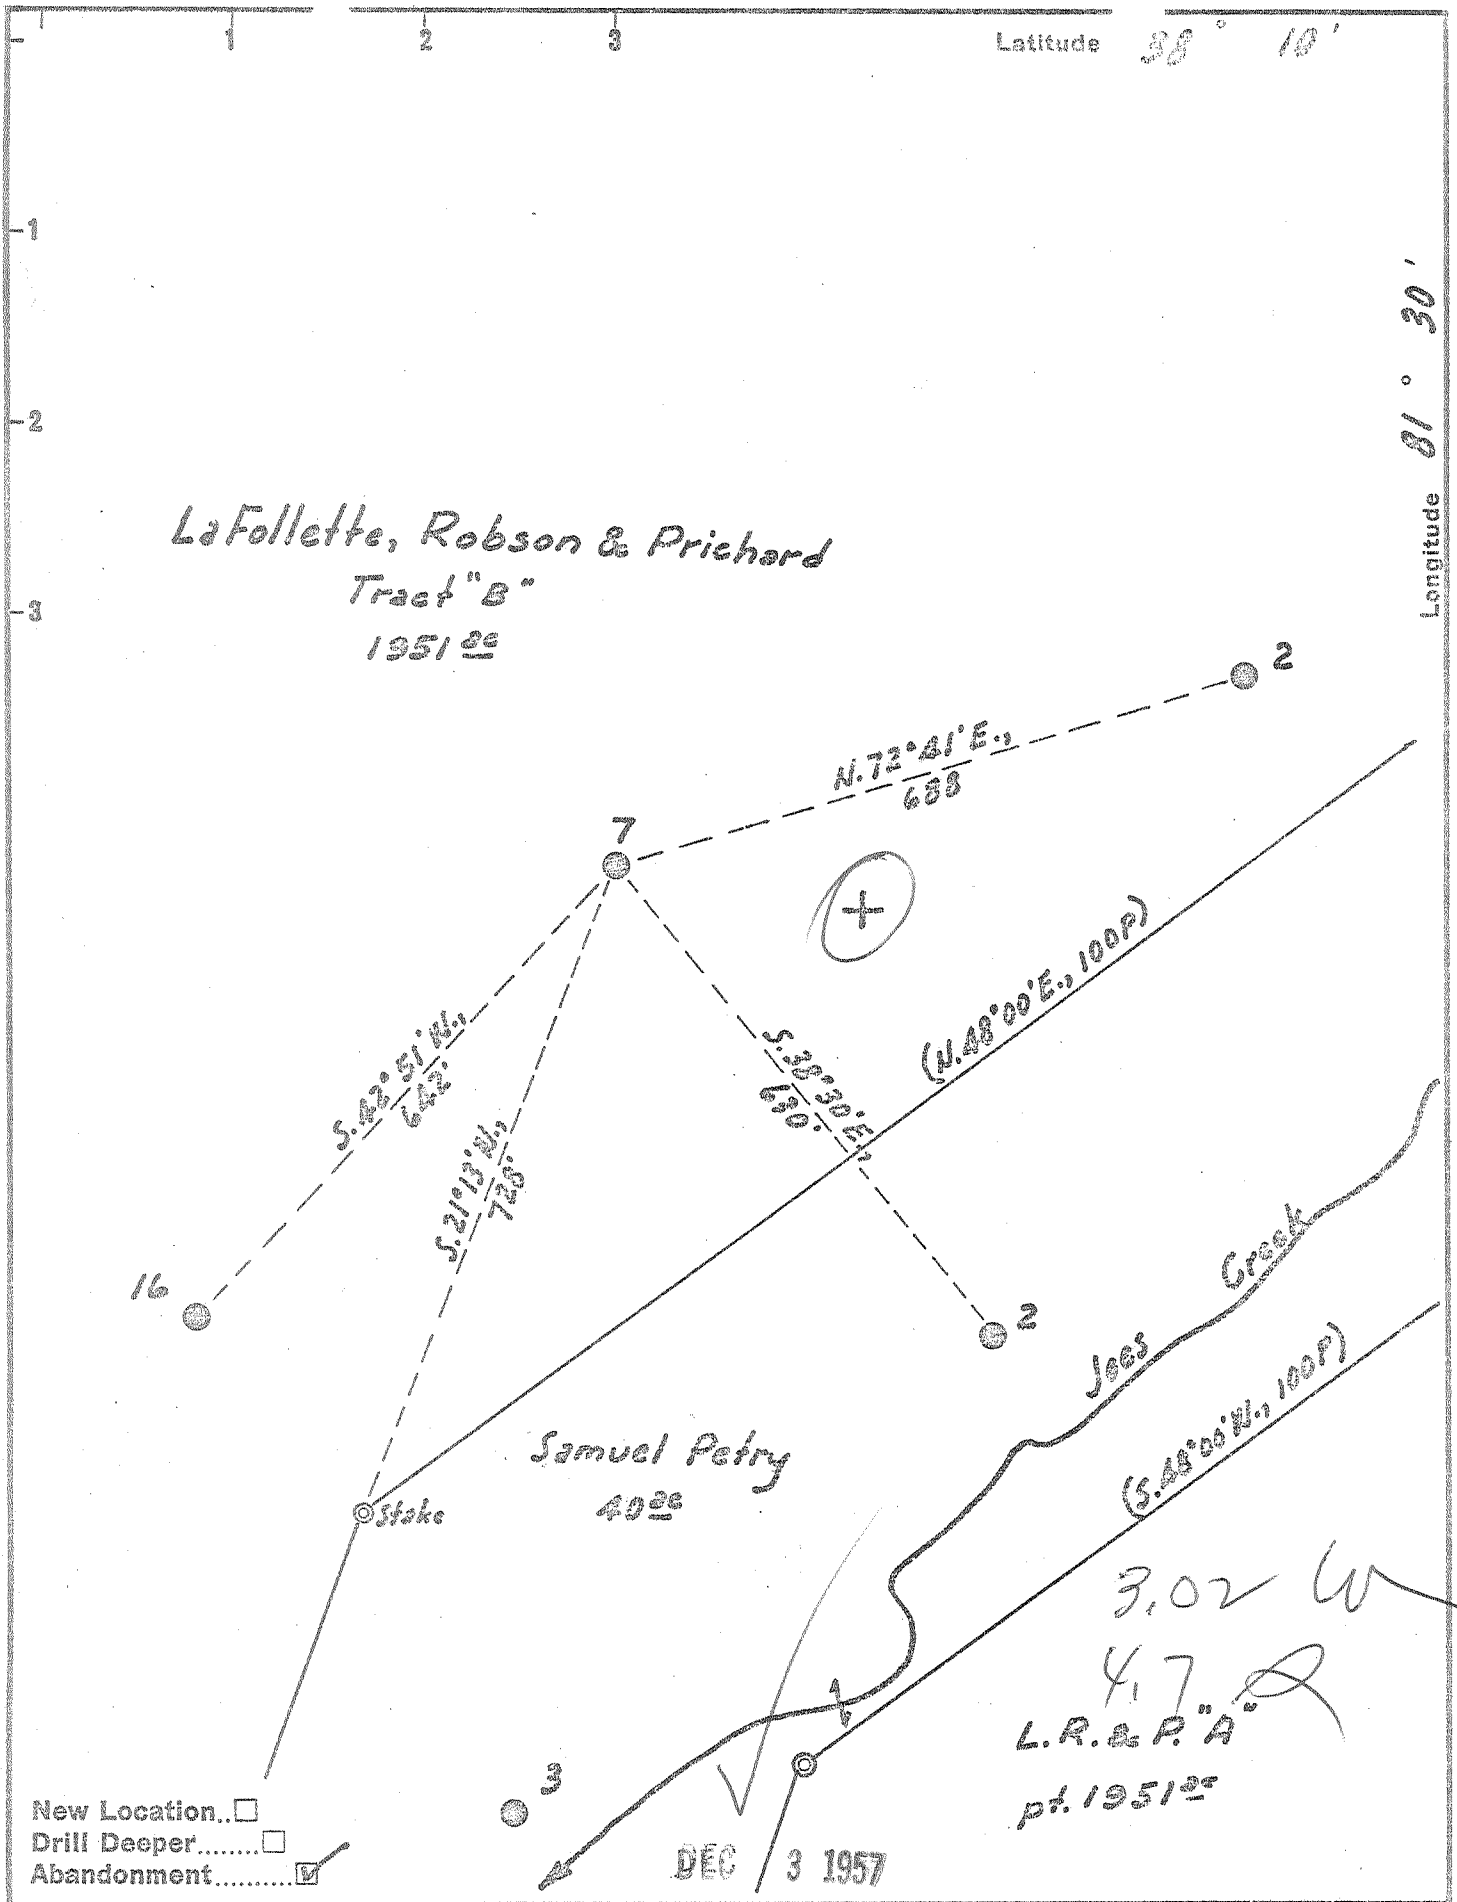 1 2 3 Latitude 38° 10'
1
2
3
Longitude 81° 30'
LaFollette, Robson & Prichard
Tract "B"
1951 ac
2
N.72°41'E.,
688
7
+
(N.48°00'E., 100P)
S.42°51'W.,
642'
S.21°13'W.,
728'
S.38°30'E.,
630'
16
2
Joes Creek
(S.48°00'W., 100P)
Samuel Petry
40 ac
Stake
3.02 W
4.7
L.R.& P. "A"
pt. 1951 ac
3
New Location..
Drill Deeper........
Abandonment..........
DEC 3 1957